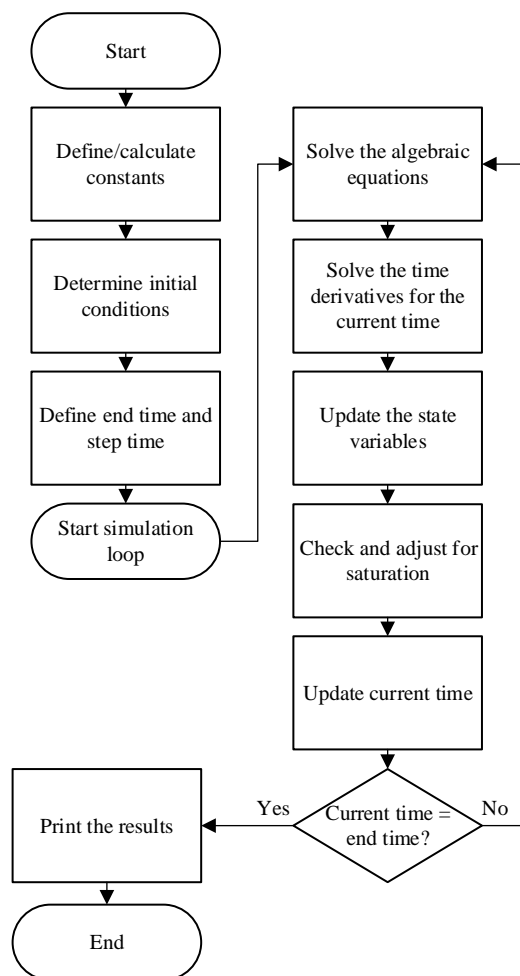 Start
Define/calculate
constants
Determine initial
conditions
Define end time and
step time
Start simulation
loop
Solve the algebraic
equations
Solve the time
derivatives for the
current time
Update the state
variables
Check and adjust for
saturation
Update current time
Current time =
end time?
Yes
No
Print the results
End